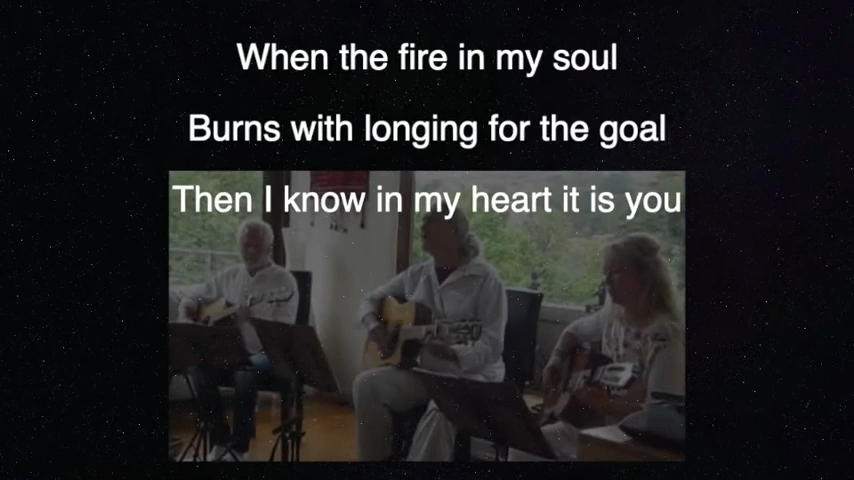 When the fire in my soul
Burns with longing for the goal
Then I know in my heart it is you